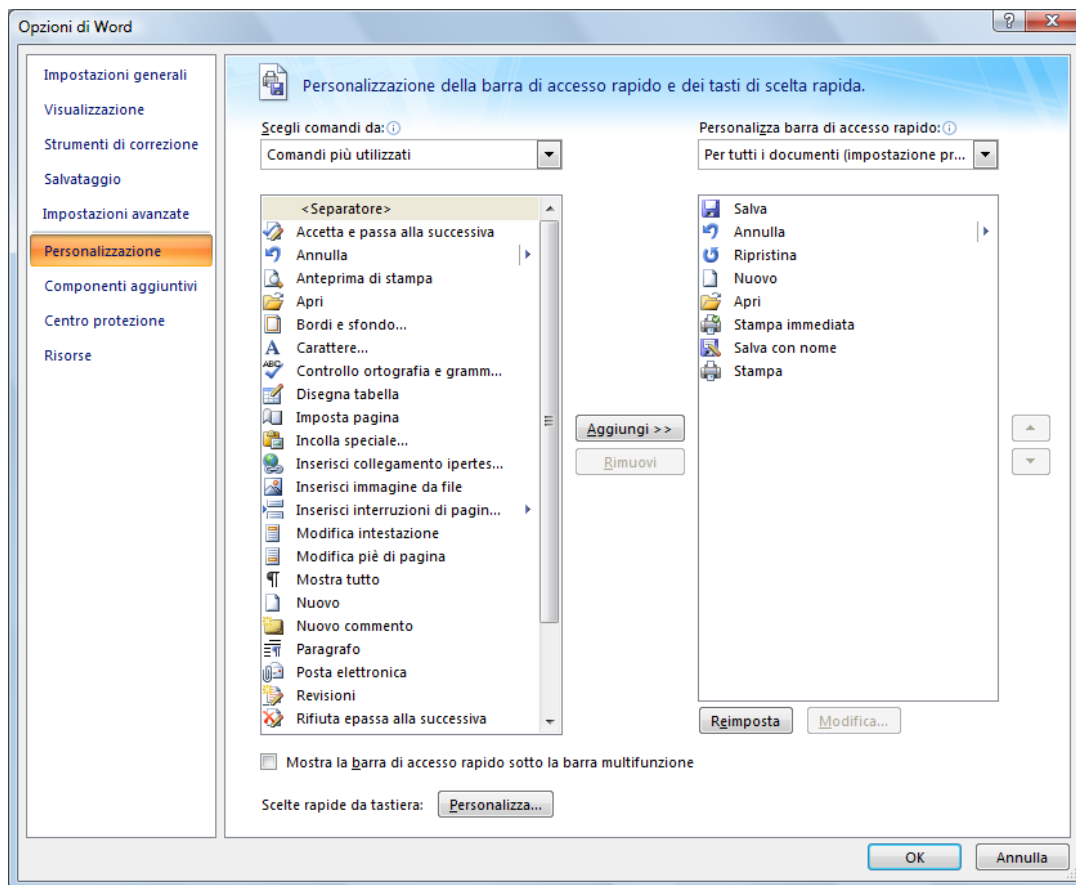 Opzioni di Word
Impostazioni generali
Visualizzazione
Strumenti di correzione
Salvataggio
Impostazioni avanzate
Personalizzazione
Componenti aggiuntivi
Centro protezione
Risorse
Personalizzazione della barra di accesso rapido e dei tasti di scelta rapida.
Scegli comandi da:
Comandi più utilizzati
<Separatore>
Accetta e passa alla successiva
Annulla
Anteprima di stampa
Apri
Bordi e sfondo...
Carattere...
Controllo ortografia e gramm...
Disegna tabella
Imposta pagina
Incolla speciale...
Inserisci collegamento ipertes...
Inserisci immagine da file
Inserisci interruzioni di pagin...
Modifica intestazione
Modifica piè di pagina
Mostra tutto
Nuovo
Nuovo commento
Paragrafo
Posta elettronica
Revisioni
Rifiuta epassa alla successiva
Aggiungi >>
Rimuovi
Personalizza barra di accesso rapido:
Per tutti i documenti (impostazione pr...
Salva
Annulla
Ripristina
Nuovo
Apri
Stampa immediata
Salva con nome
Stampa
Reimposta
Modifica...
Mostra la barra di accesso rapido sotto la barra multifunzione
Scelte rapide da tastiera:
Personalizza...
OK
Annulla